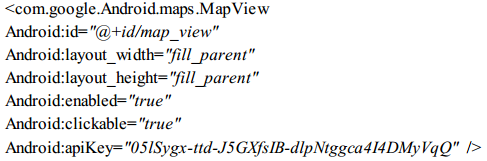 <com.google.Android.maps.MapView
Android:id="@+id/map_view"
Android:layout_width="fill_parent"
Android:layout_height="fill_parent"
Android:enabled="true"
Android:clickable="true"
Android:apiKey="05lSygx-ttd-J5GXfsIB-dlpNtggca4I4DMyVqQ" />